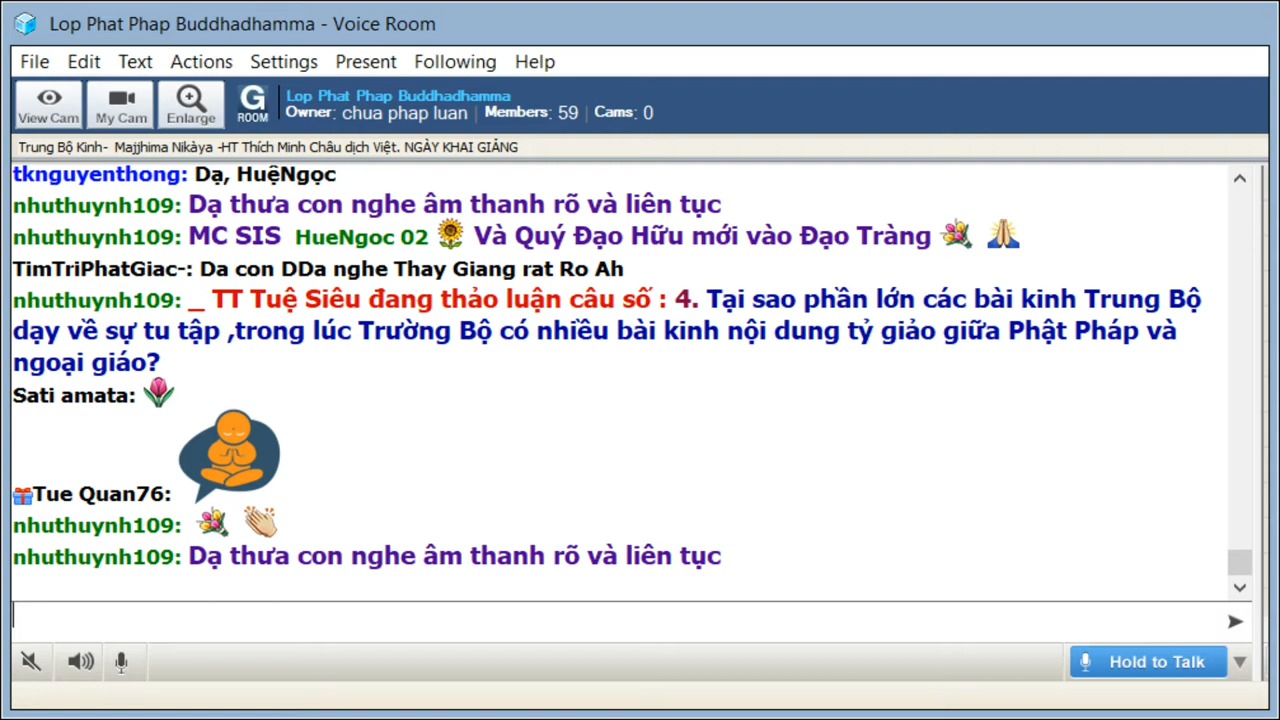 Lop Phat Phap Buddhadhamma - Voice Room
File Edit Text Actions Settings Present Following Help
View Cam My Cam Enlarge G ROOM Lop Phat Phap Buddhadhamma
Owner: chua phap luan | Members: 59 | Cams: 0
Trung Bộ Kinh- Majjhima Nikàya -HT Thích Minh Châu dịch Việt. NGÀY KHAI GIẢNG
tknguyenthong: Dạ, HuệNgọc
nhuthuynh109: Dạ thưa con nghe âm thanh rõ và liên tục
nhuthuynh109: MC SIS HueNgoc 02 🌻 Và Quý Đạo Hữu mới vào Đạo Tràng 💐 🙏
TimTriPhatGiac-: Da con DDa nghe Thay Giang rat Ro Ah
nhuthuynh109: _ TT Tuệ Siêu đang thảo luận câu số : 4. Tại sao phần lớn các bài kinh Trung Bộ
dạy về sự tu tập ,trong lúc Trường Bộ có nhiều bài kinh nội dung tỷ giảo giữa Phật Pháp và
ngoại giáo?
Sati amata: 🌷
🎁Tue Quan76:
nhuthuynh109: 💐 👏
nhuthuynh109: Dạ thưa con nghe âm thanh rõ và liên tục
Hold to Talk